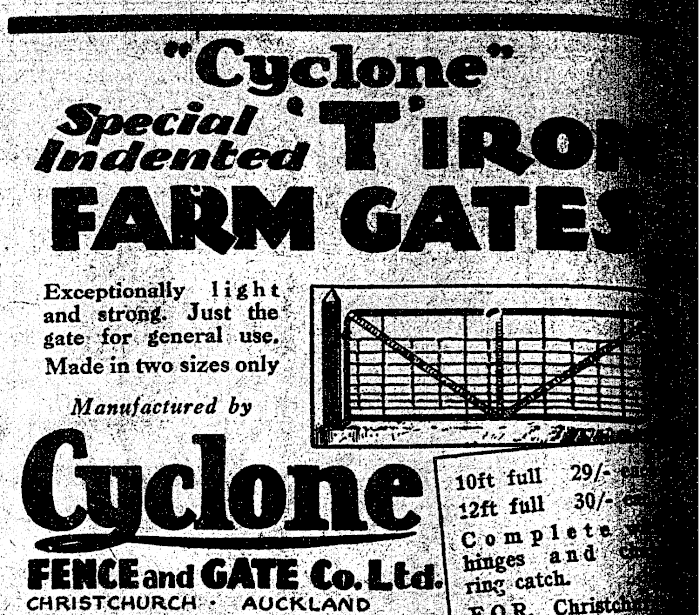 "Cyclone"
Special
Indented
'T' IRON
FARM GATES
Exceptionally light
and strong. Just the
gate for general use.
Made in two sizes only
Manufactured by
Cyclone
FENCE and GATE Co. Ltd.
CHRISTCHURCH · AUCKLAND
10ft full 29/-
12ft full 30/-
Complete
hinges and
ring catch.
F.O.R. Christchurch